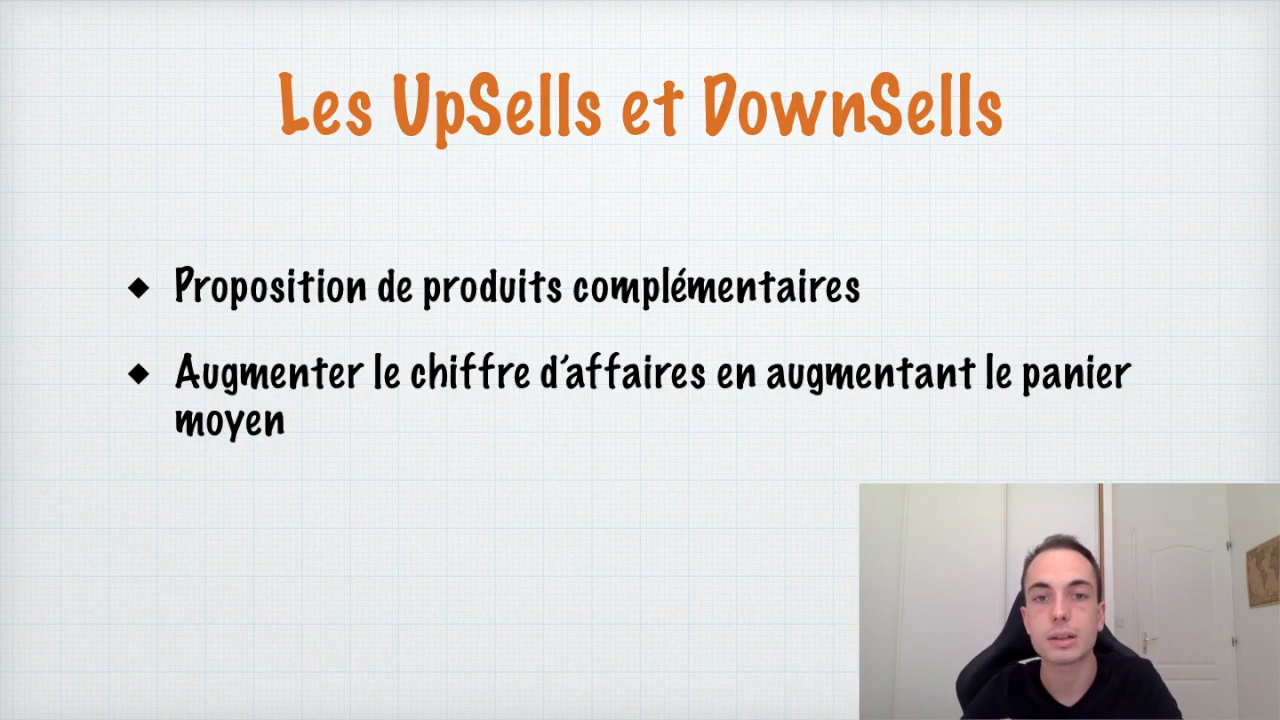 Les UpSells et DownSells
Proposition de produits complémentaires
Augmenter le chiffre d’affaires en augmentant le panier
moyen